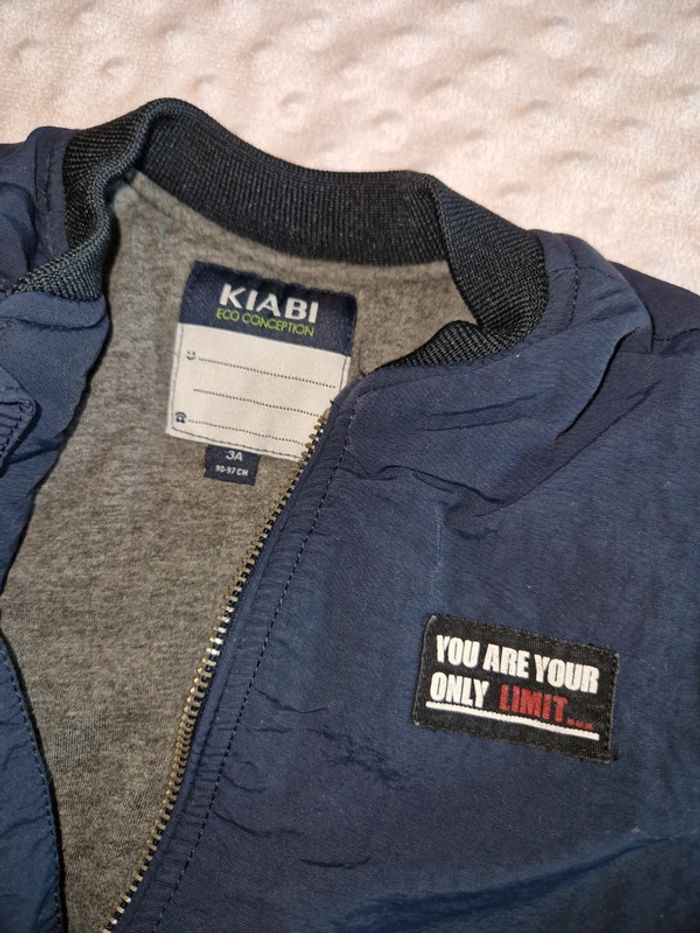 KIABI
ECO CONCEPTION
3A
90-97 CM
YOU ARE YOUR
ONLY LIMIT...